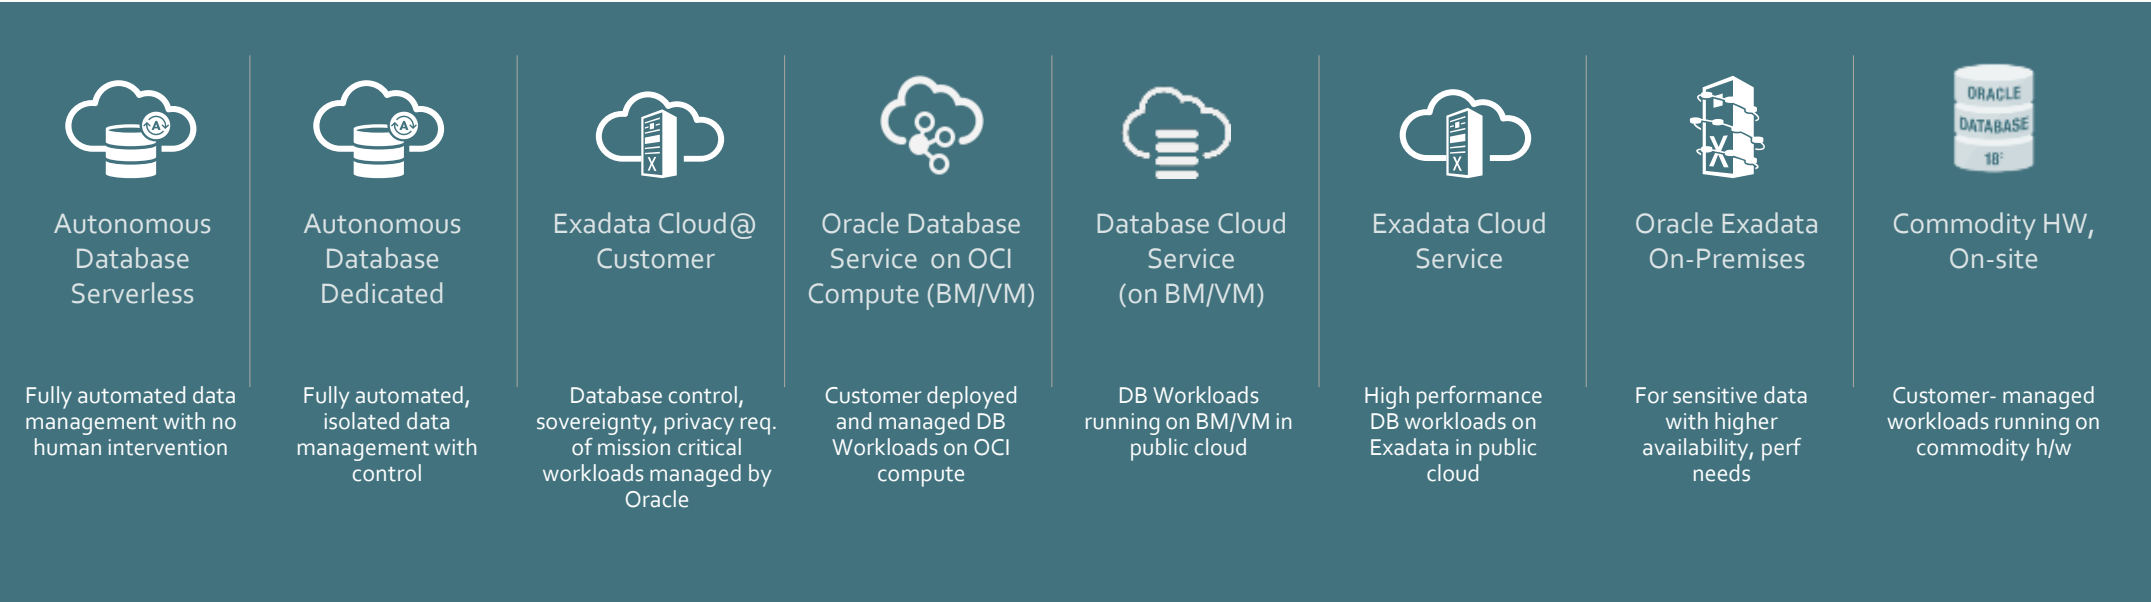 Autonomous
Database
Serverless
Fully automated data
management with no
human intervention
Autonomous
Database
Dedicated
Fully automated,
isolated data
management with
control
X
Exadata Cloud@
Customer
Database control,
sovereignty, privacy req.
of mission critical
workloads managed by
Oracle
Oracle Database
Service on OCI
Compute (BM/VM)
Customer deployed
and managed DB
Workloads on OCI
compute
Database Cloud
Service
(on BM/VM)
DB Workloads
running on BM/VM in
public cloud
X
Exadata Cloud
Service
High performance
DB workloads on
Exadata in public
cloud
X
Oracle Exadata
On-Premises
For sensitive data
with higher
availability, perf
needs
ORACLE
DATABASE
18c
Commodity HW,
On-site
Customer- managed
workloads running on
commodity h/w